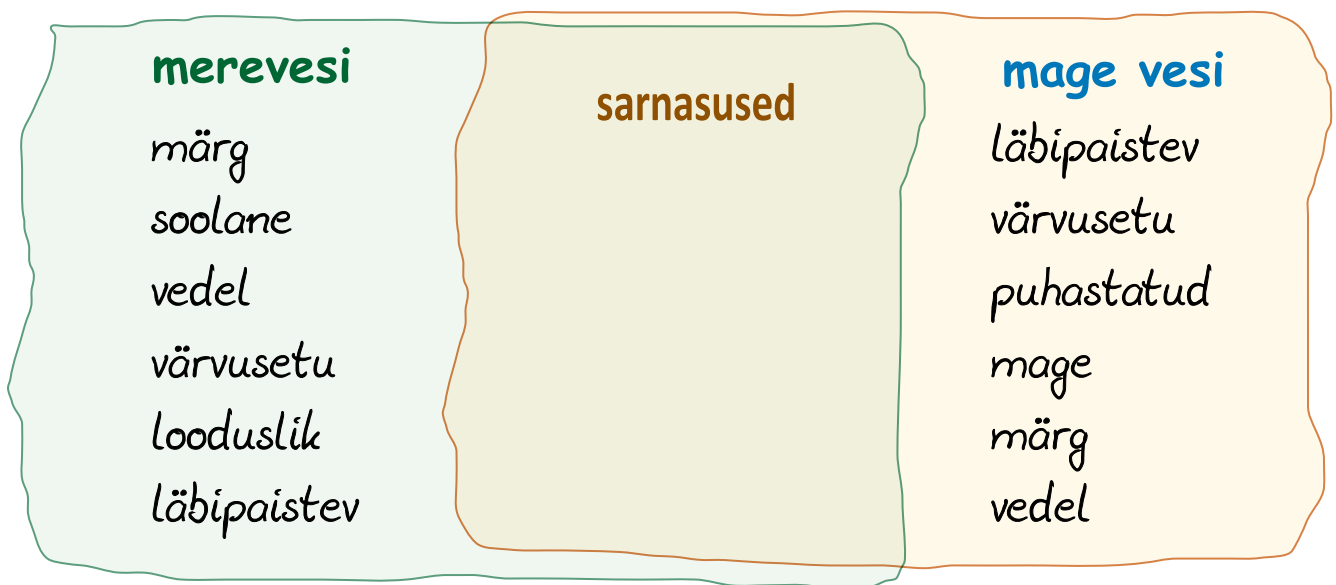 merevesi
märg
soolane
vedel
värvusetu
looduslik
läbipaistev
sarnasused
mage vesi
läbipaistev
värvusetu
puhastatud
mage
märg
vedel